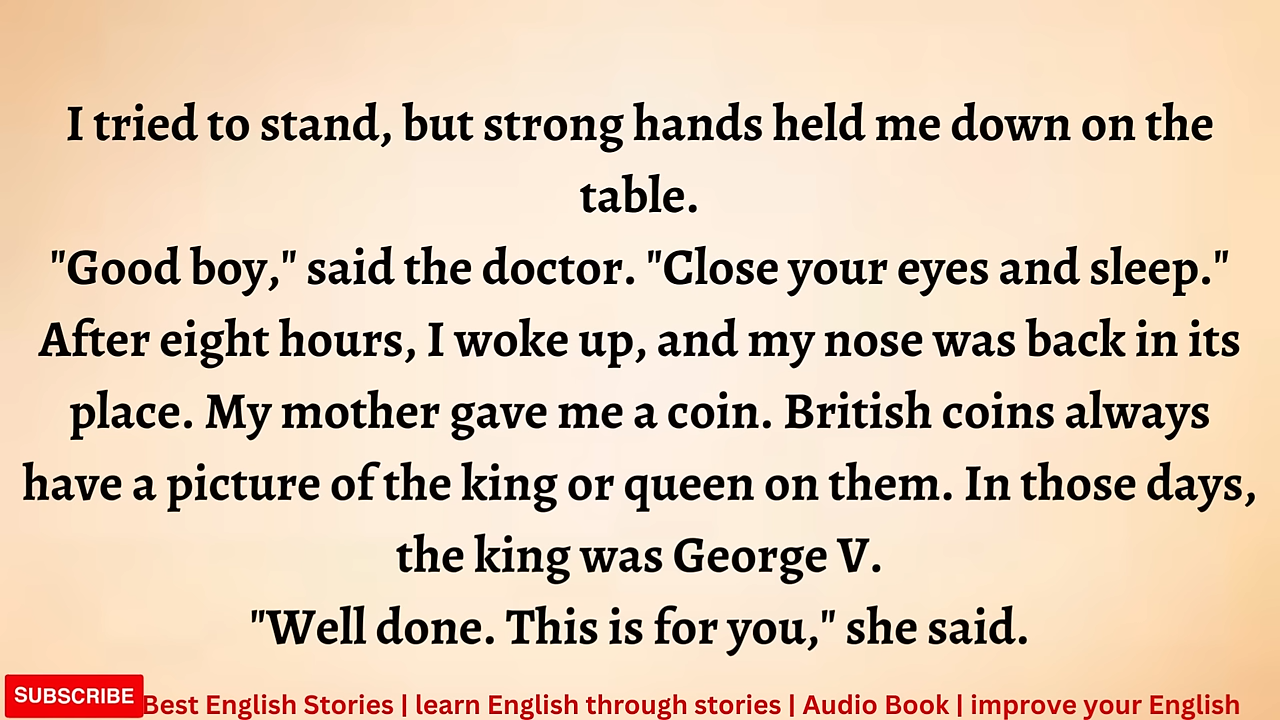 I tried to stand, but strong hands held me down on the
table.
"Good boy," said the doctor. "Close your eyes and sleep."
After eight hours, I woke up, and my nose was back in its
place. My mother gave me a coin. British coins always
have a picture of the king or queen on them. In those days,
the king was George V.
"Well done. This is for you," she said.
SUBSCRIBE
Best English Stories | learn English through stories | Audio Book | improve your English